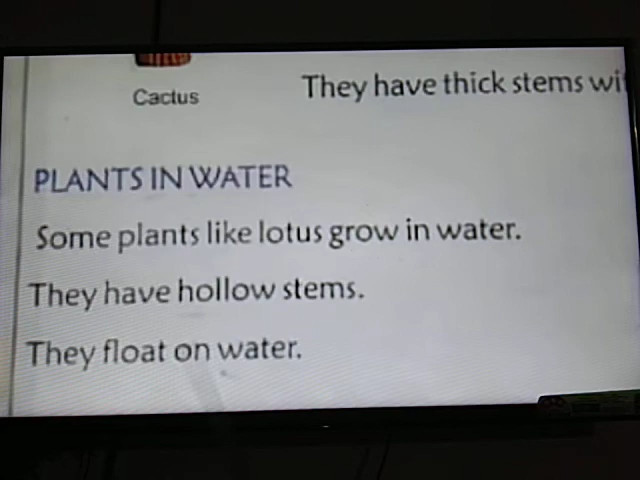 Cactus
They have thick stems
PLANTS IN WATER
Some plants like lotus grow in water.
They have hollow stems.
They float on water.